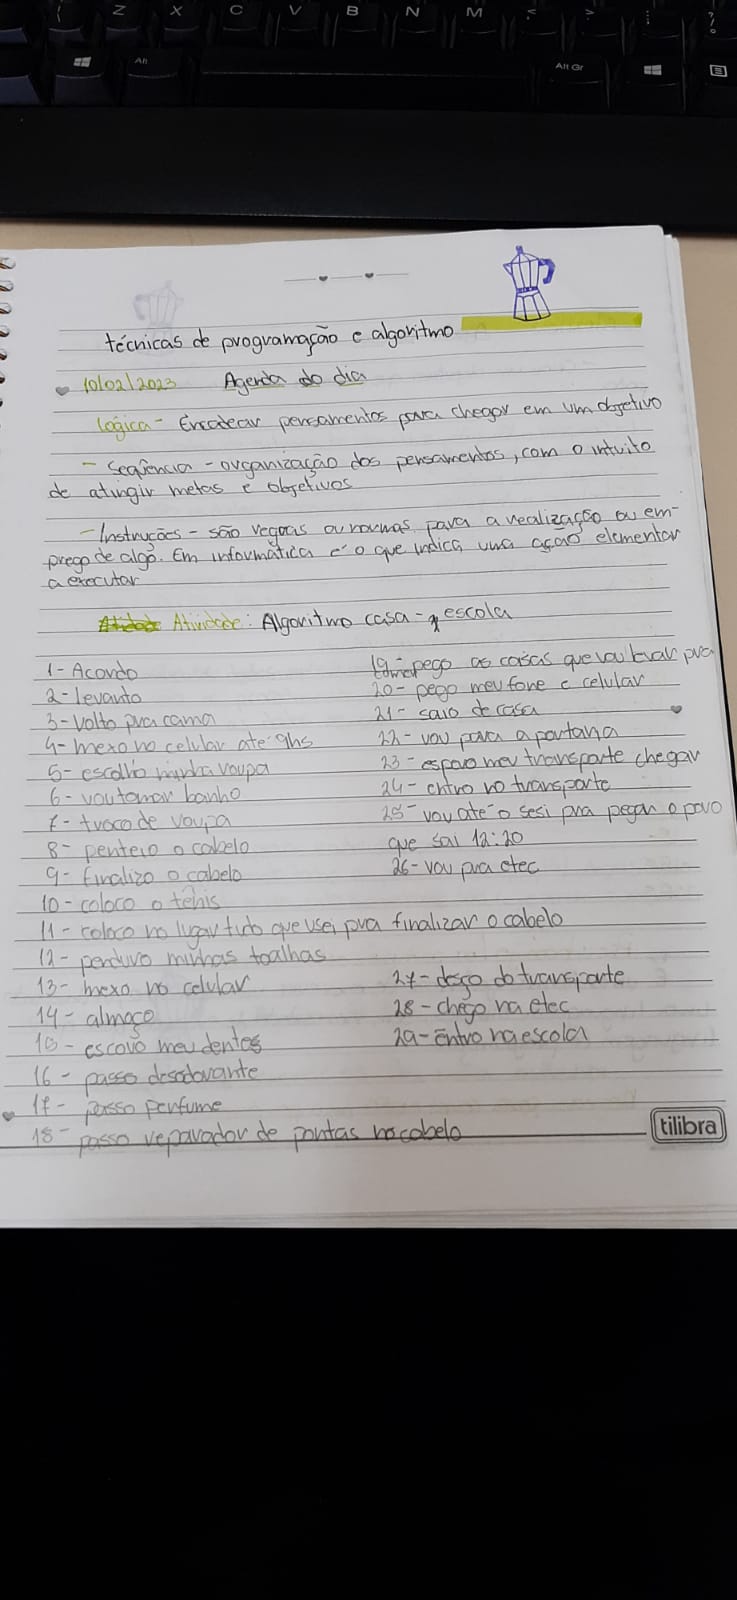 Z X C V B N M < >
Alt Alt Gr
técnicas de programação e algoritmo
10/02/2023 Agenda do dia
Lógica - Encadear pensamentos para chegar em um objetivo
- Seqüência - organização dos pensamentos, com o intuito
de atingir metas e objetivos
- Instruções - são regras ou normas para a realização ou em-
prego de algo. Em informática é o que indica uma ação elementar
a executar
Atividade: Algoritmo casa - escola
1- Acordo
2- levanto
3- volto pra cama
4- mexo no celular até 9hs
5- escolho minha roupa
6- vou tomar banho
7- troco de roupa
8- penteio o cabelo
9- finalizo o cabelo
10- coloco o tênis
11- coloco no lugar tudo que usei pra finalizar o cabelo
12- penduro minhas toalhas
13- mexo no celular
14- almoço
15- escovo meu dentes
16- passo desodorante
17- passo perfume
18- passo reparador de pontas no cabelo
19- pego as coisas que vou levar pra
comer
20- pego meu fone e celular
21- saio de casa
22- vou para a portaria
23- espero meu transporte chegar
24- entro no transporte
25- vou até o sesi pra pegar o povo
que sai 12:20
26- vou pra etec
27- desço do transporte
28- chego na etec
29- entro na escola
tilibra